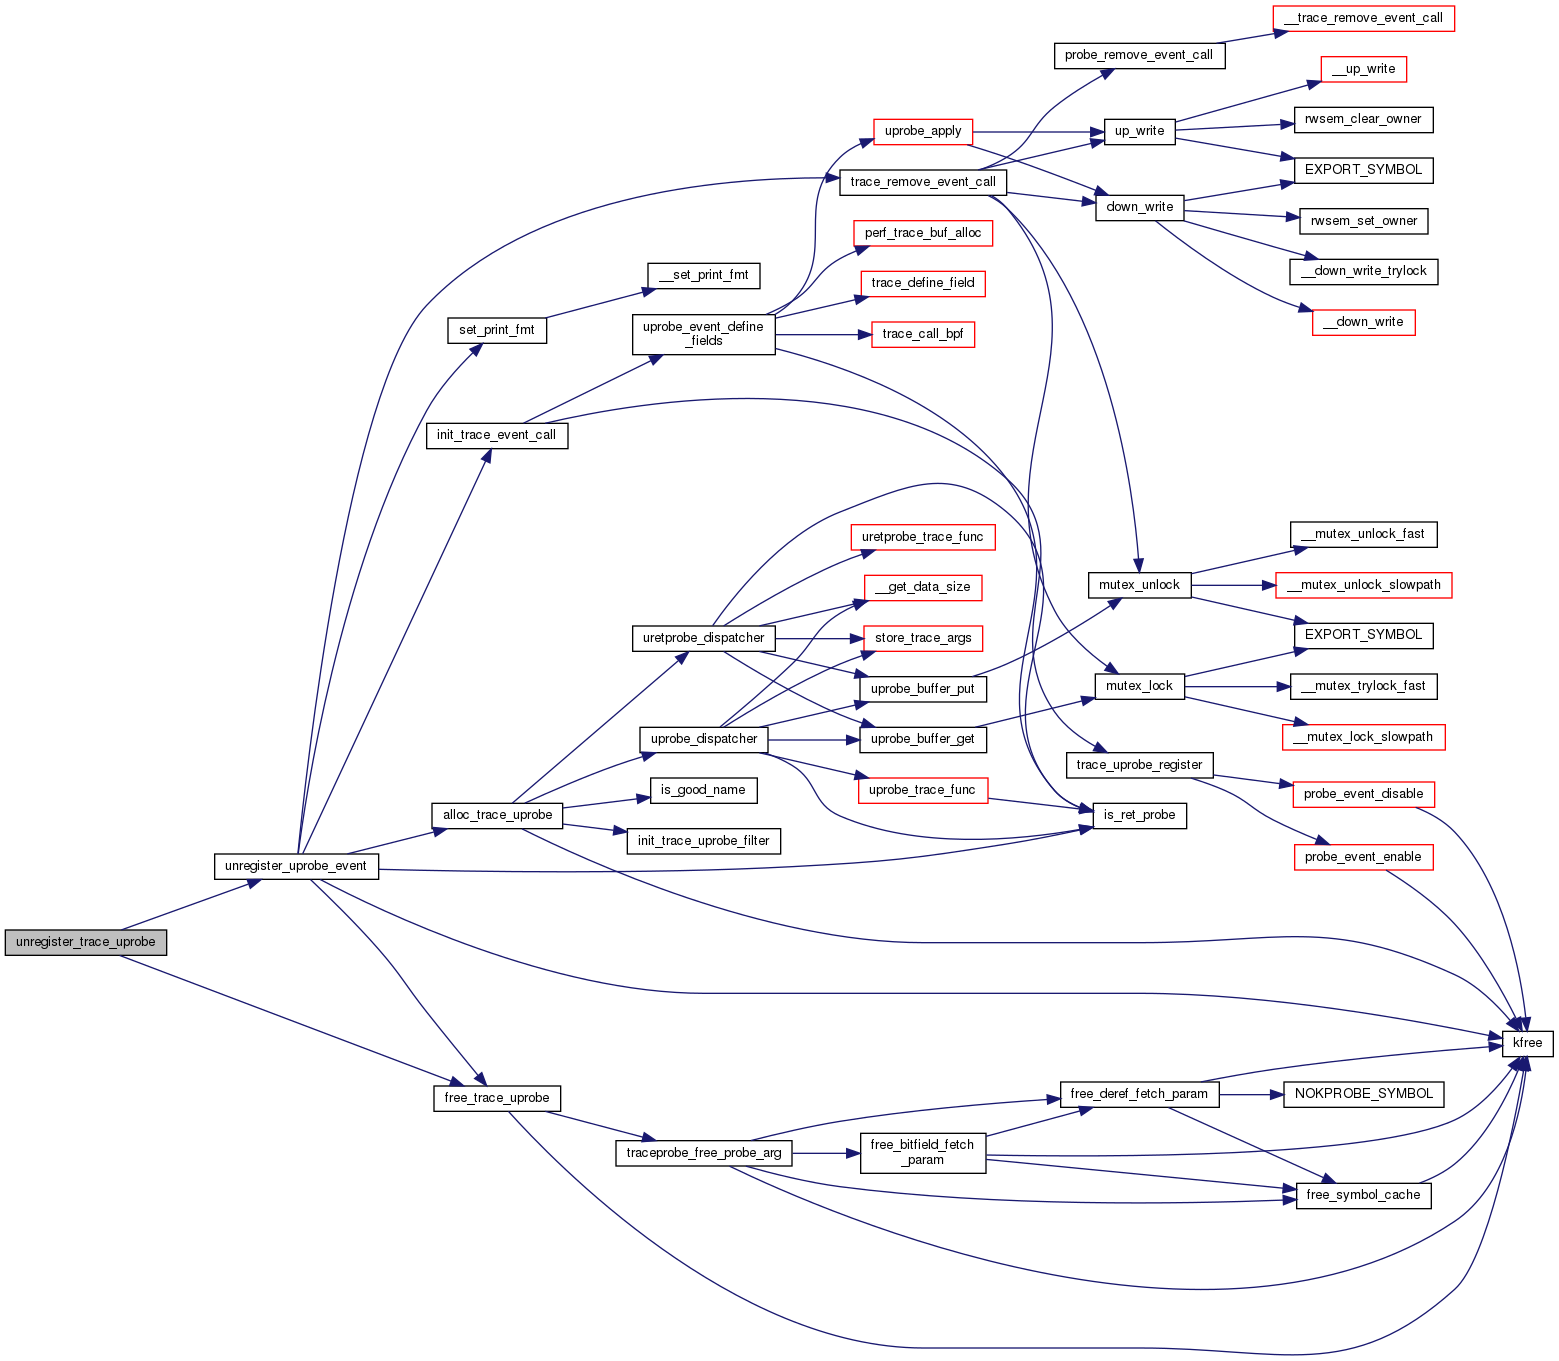 __trace_remove_event_call
probe_remove_event_call
__up_write
rwsem_clear_owner
uprobe_apply
up_write
EXPORT_SYMBOL
trace_remove_event_call
down_write
rwsem_set_owner
perf_trace_buf_alloc
__down_write_trylock
__set_print_fmt
trace_define_field
__down_write
set_print_fmt
uprobe_event_define
_fields
trace_call_bpf
init_trace_event_call
uretprobe_trace_func
__mutex_unlock_fast
__get_data_size
mutex_unlock
__mutex_unlock_slowpath
uretprobe_dispatcher
store_trace_args
EXPORT_SYMBOL
uprobe_buffer_put
mutex_lock
__mutex_trylock_fast
uprobe_dispatcher
uprobe_buffer_get
__mutex_lock_slowpath
trace_uprobe_register
is_good_name
uprobe_trace_func
probe_event_disable
alloc_trace_uprobe
is_ret_probe
init_trace_uprobe_filter
probe_event_enable
unregister_uprobe_event
unregister_trace_uprobe
kfree
free_trace_uprobe
free_deref_fetch_param
NOKPROBE_SYMBOL
traceprobe_free_probe_arg
free_bitfield_fetch
_param
free_symbol_cache